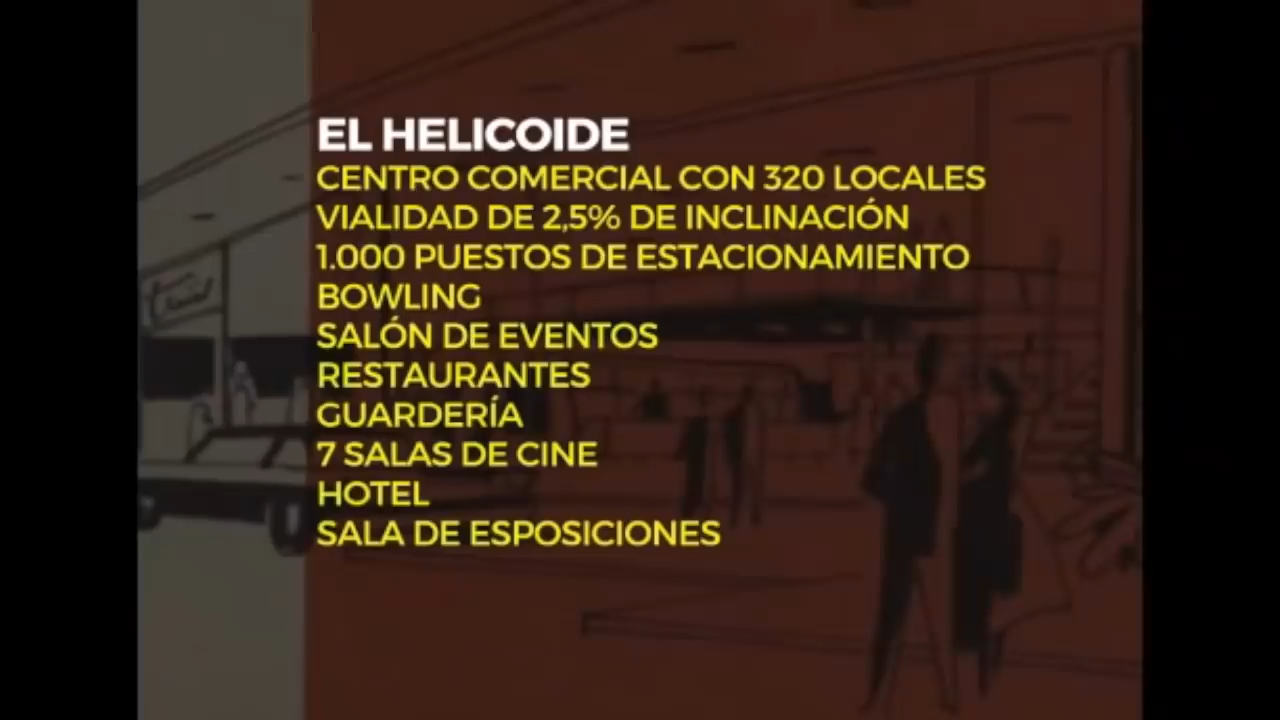 EL HELICOIDE
CENTRO COMERCIAL CON 320 LOCALES
VIALIDAD DE 2,5% DE INCLINACIÓN
1.000 PUESTOS DE ESTACIONAMIENTO
BOWLING
SALÓN DE EVENTOS
RESTAURANTES
GUARDERÍA
7 SALAS DE CINE
HOTEL
SALA DE ESPOSICIONES